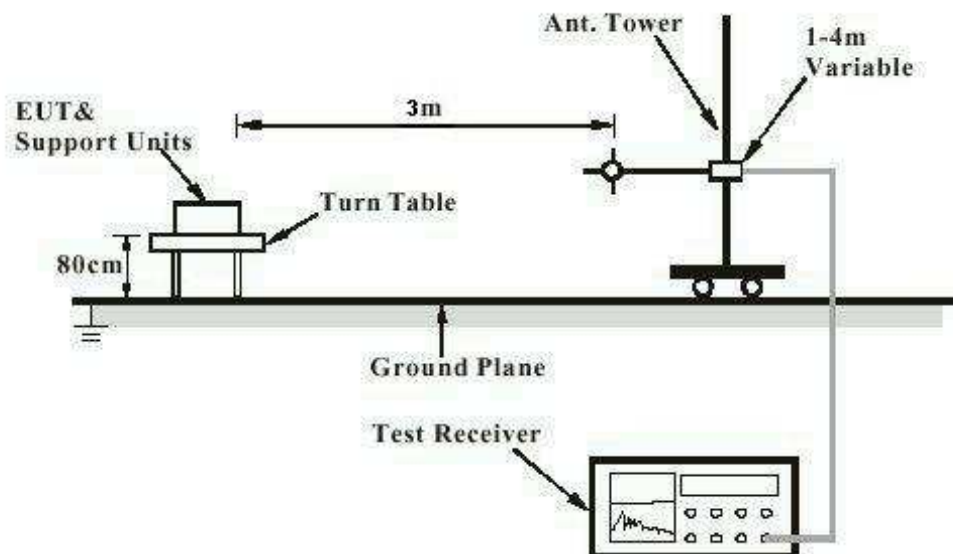 Ant. Tower
1-4m
Variable
EUT&
Support Units
3m
Turn Table
80cm
Ground Plane
Test Receiver